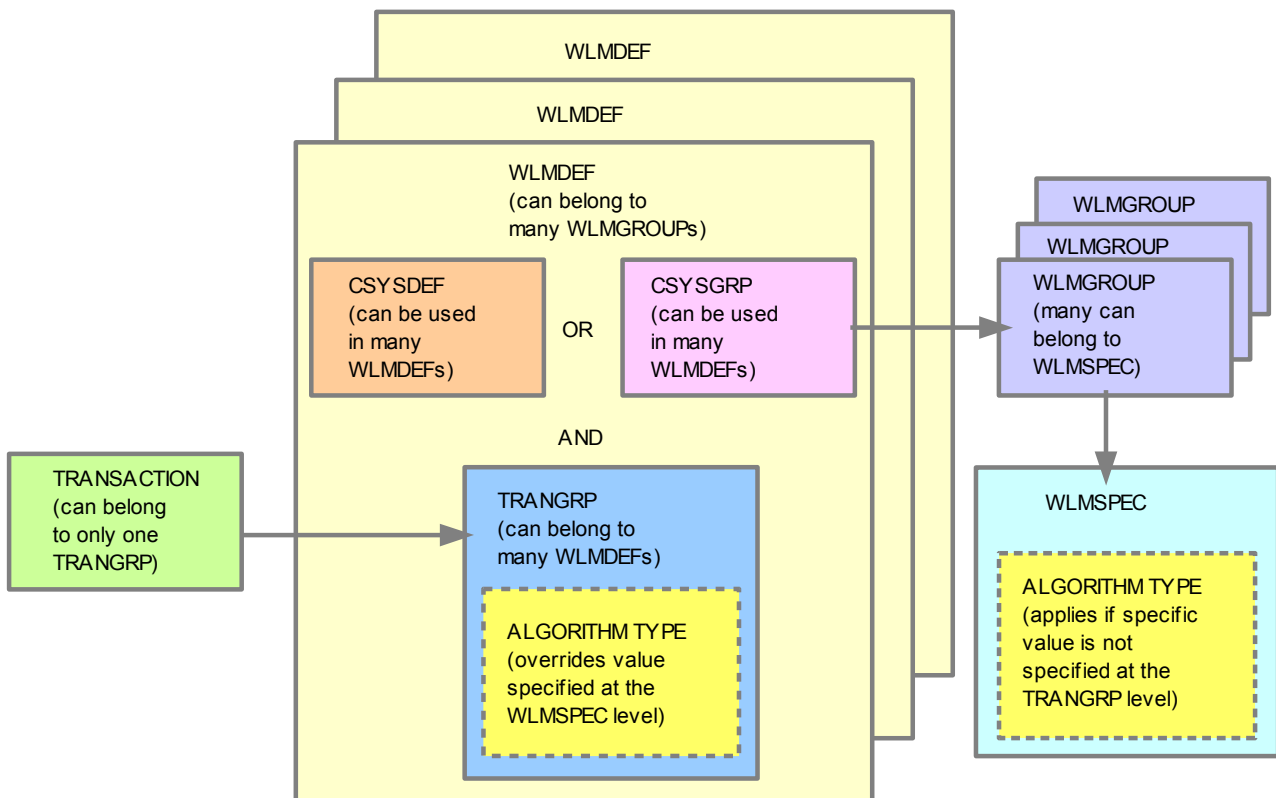 WLMDEF
WLMDEF
WLMDEF
(can belong to
many WLMGROUPs)
CSYSDEF
(can be used
in many
WLMDEFs)
OR
CSYSGRP
(can be used
in many
WLMDEFs)
AND
TRANSACTION
(can belong
to only one
TRANGRP)
TRANGRP
(can belong to
many WLMDEFs)
ALGORITHM TYPE
(overrides value
specified at the
WLMSPEC level)
WLMGROUP
WLMGROUP
WLMGROUP
(many can
belong to
WLMSPEC)
WLMSPEC
ALGORITHM TYPE
(applies if specific
value is not
specified at the
TRANGRP level)